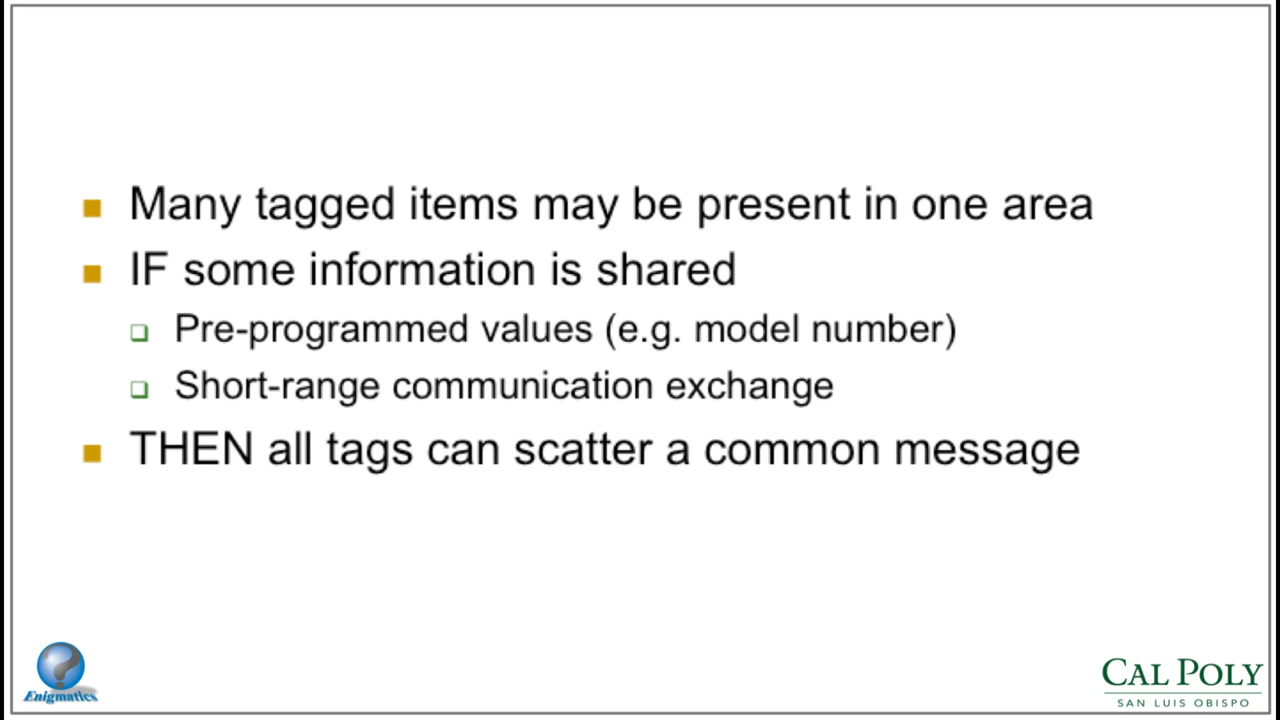 Many tagged items may be present in one area
IF some information is shared
Pre-programmed values (e.g. model number)
Short-range communication exchange
THEN all tags can scatter a common message
Enigmatics
CAL POLY
SAN LUIS OBISPO